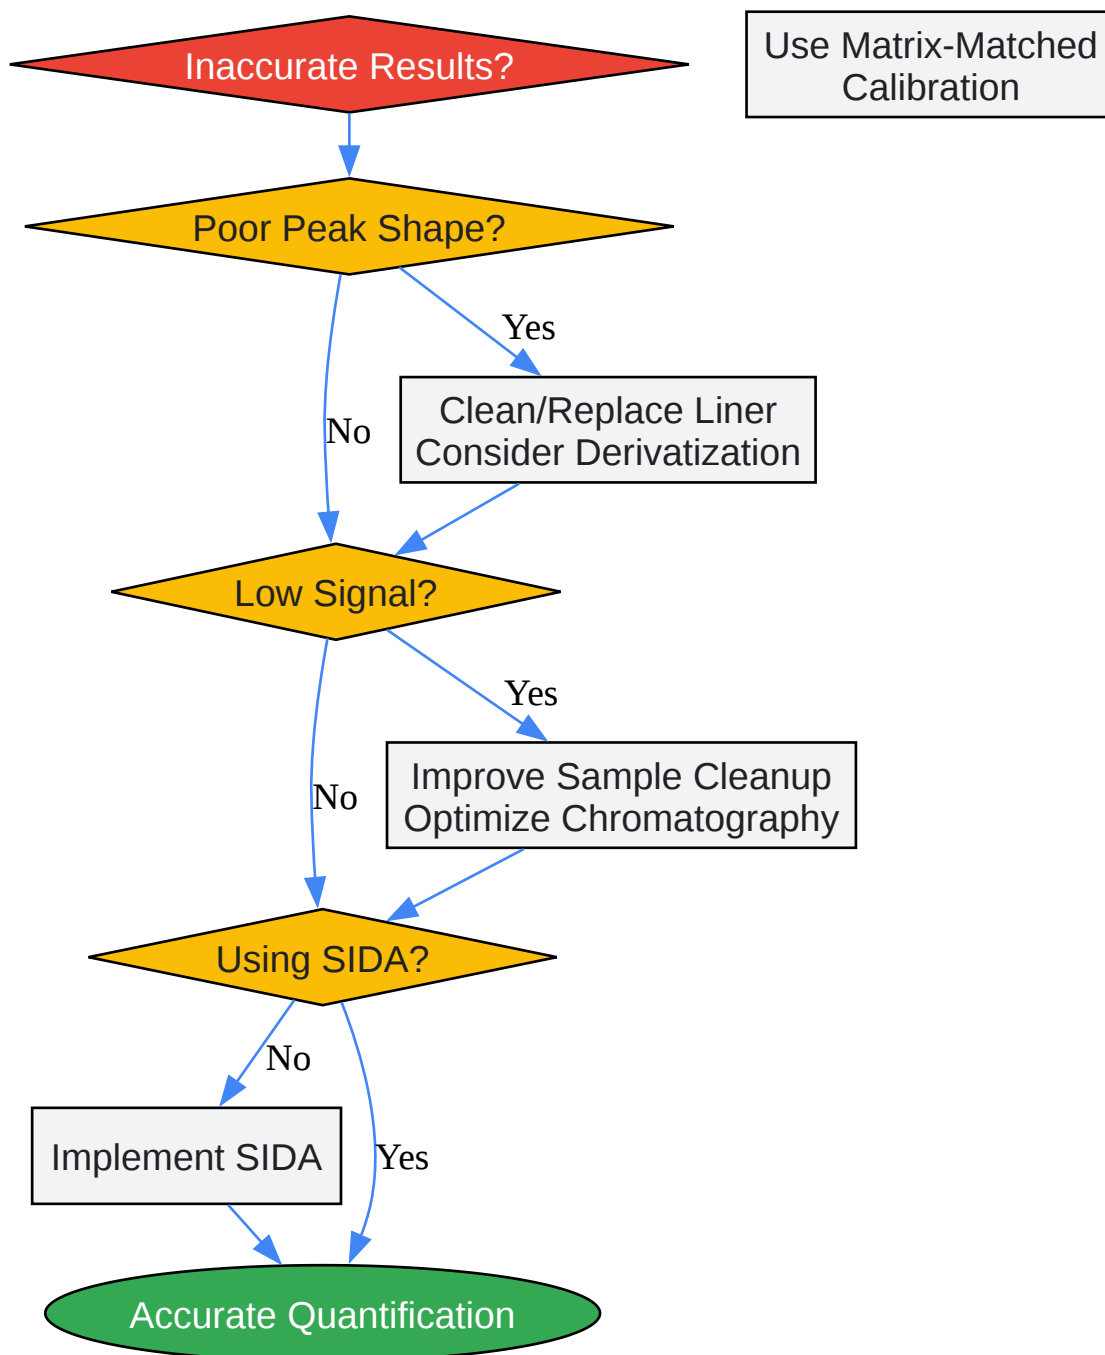 Inaccurate Results?
Use Matrix-Matched
Calibration
Poor Peak Shape?
Yes
Clean/Replace Liner
Consider Derivatization
No
Low Signal?
Yes
Improve Sample Cleanup
Optimize Chromatography
No
Using SIDA?
No
Implement SIDA
Yes
Accurate Quantification